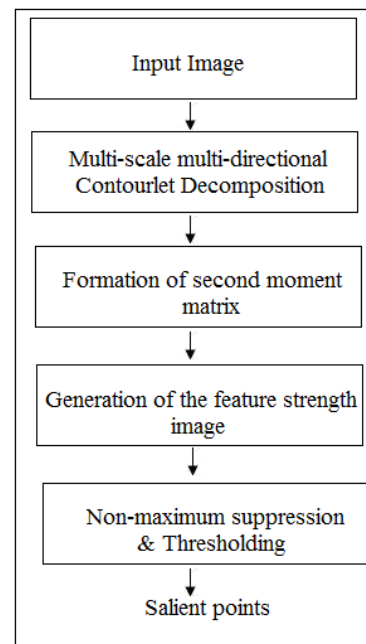 Input Image
Multi-scale multi-directional
Contourlet Decomposition
Formation of second moment
matrix
Generation of the feature strength
image
Non-maximum suppression
& Thresholding
Salient points